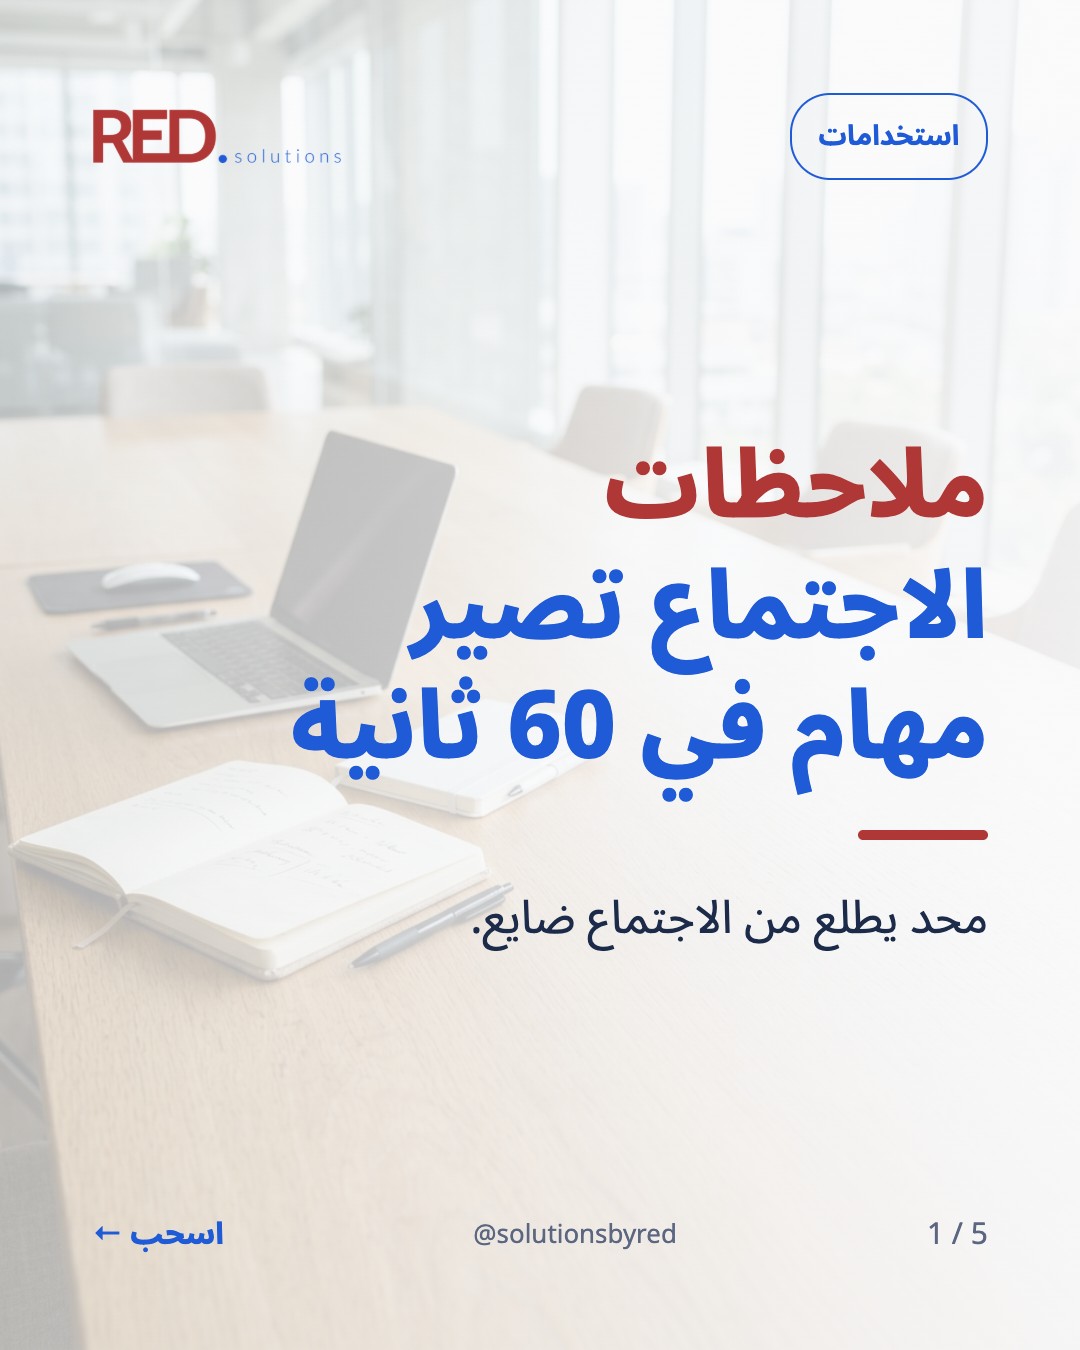 RED.solutions
استخدامات
ملاحظات
الاجتماع تصير
مهام في 60 ثانية
محد يطلع من الاجتماع ضايع.
اسحب ←
@solutionsbyred
1 / 5